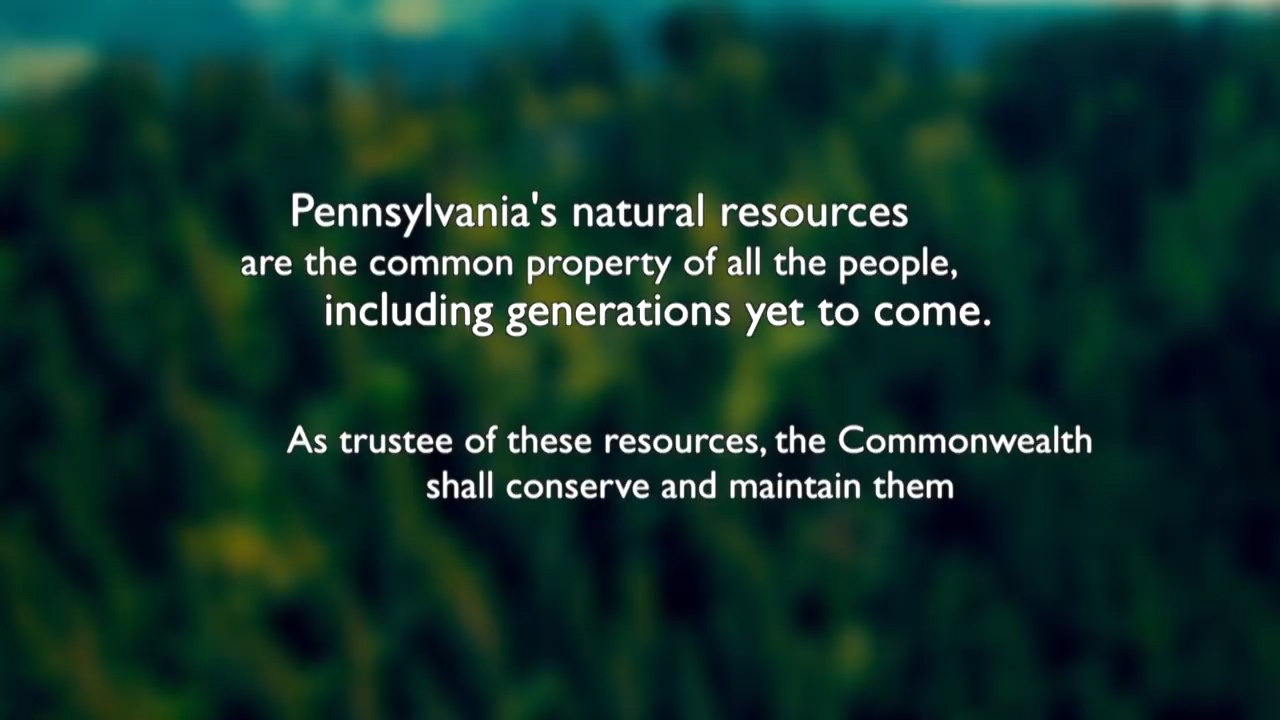 Pennsylvania's natural resources
are the common property of all the people,
including generations yet to come.
As trustee of these resources, the Commonwealth
shall conserve and maintain them